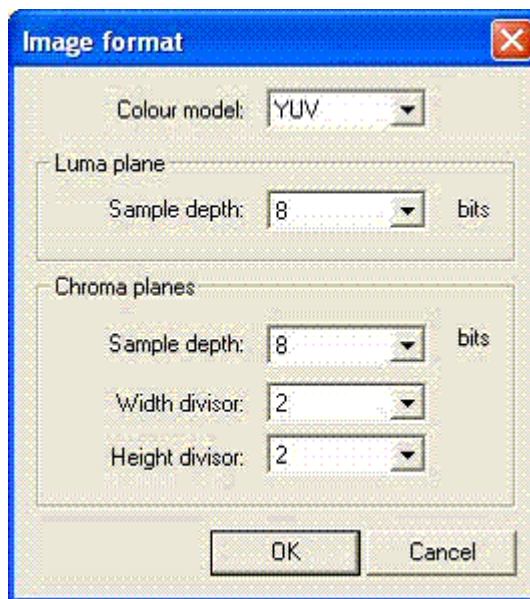 Image format
Colour model: YUV
Luma plane
Sample depth: 8 bits
Chroma planes
Sample depth: 8 bits
Width divisor: 2
Height divisor: 2
OK Cancel